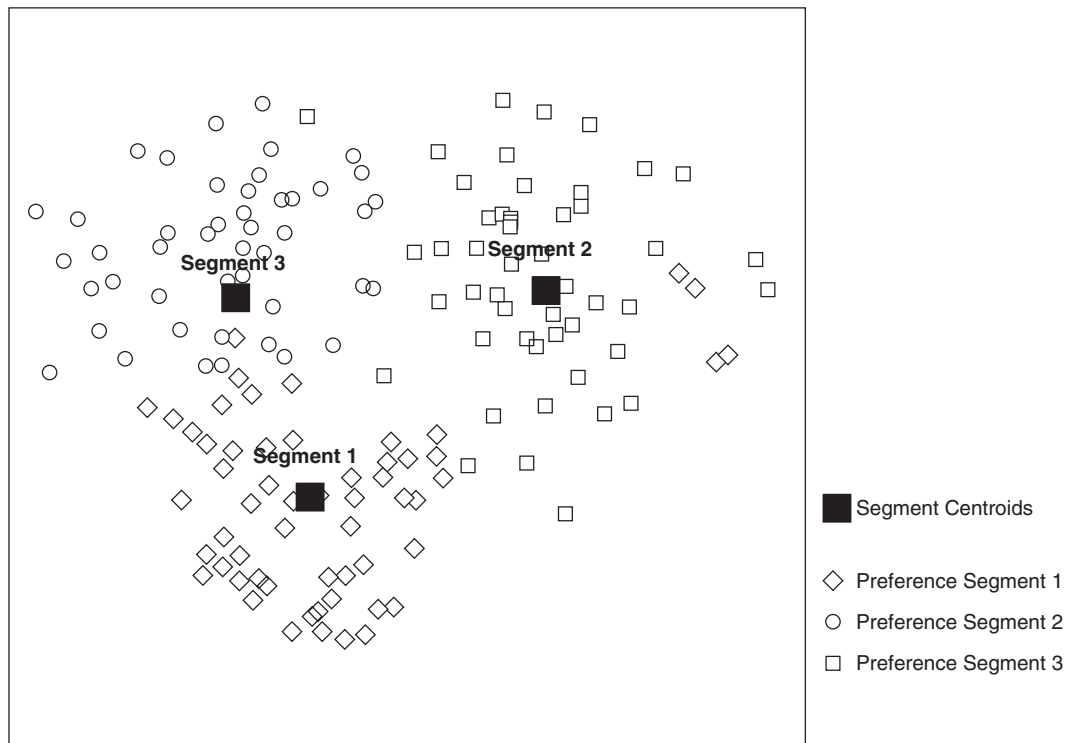 Segment 2
Segment 3
Segment 1
Segment Centroids
Preference Segment 1
Preference Segment 2
Preference Segment 3